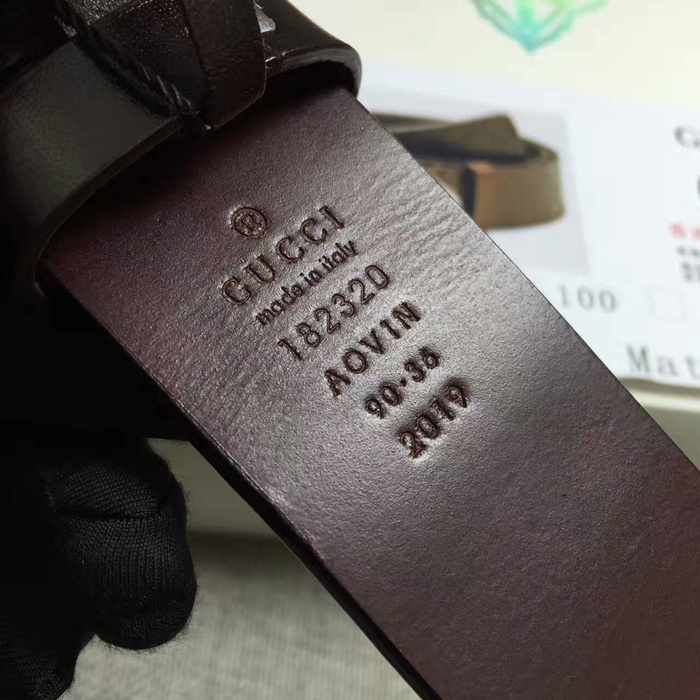 ®
GUCCI
made in italy
182320
AOVIN
90·36
2019
100
Mat